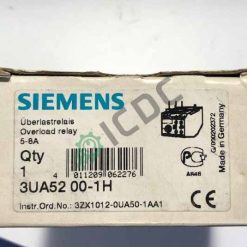 SIEMENS
Überlastrelais
Overload relay
5-8A
Qty
1
4 011209 062276
3UA52 00-1H
Instr.Ord.No.: 3ZX1012-0UA50-1AA1
Made in Germany
AR46
ICDC